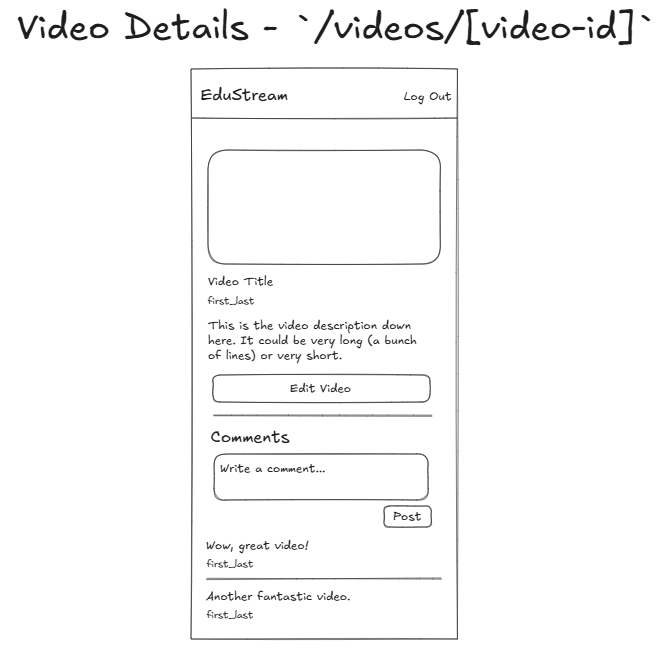 Video Details - `/videos/[video-id]`
EduStream
Log Out
Video Title
first_last
This is the video description down
here. It could be very long (a bunch
of lines) or very short.
Edit Video
Comments
Write a comment...
Post
Wow, great video!
first_last
Another fantastic video.
first_last